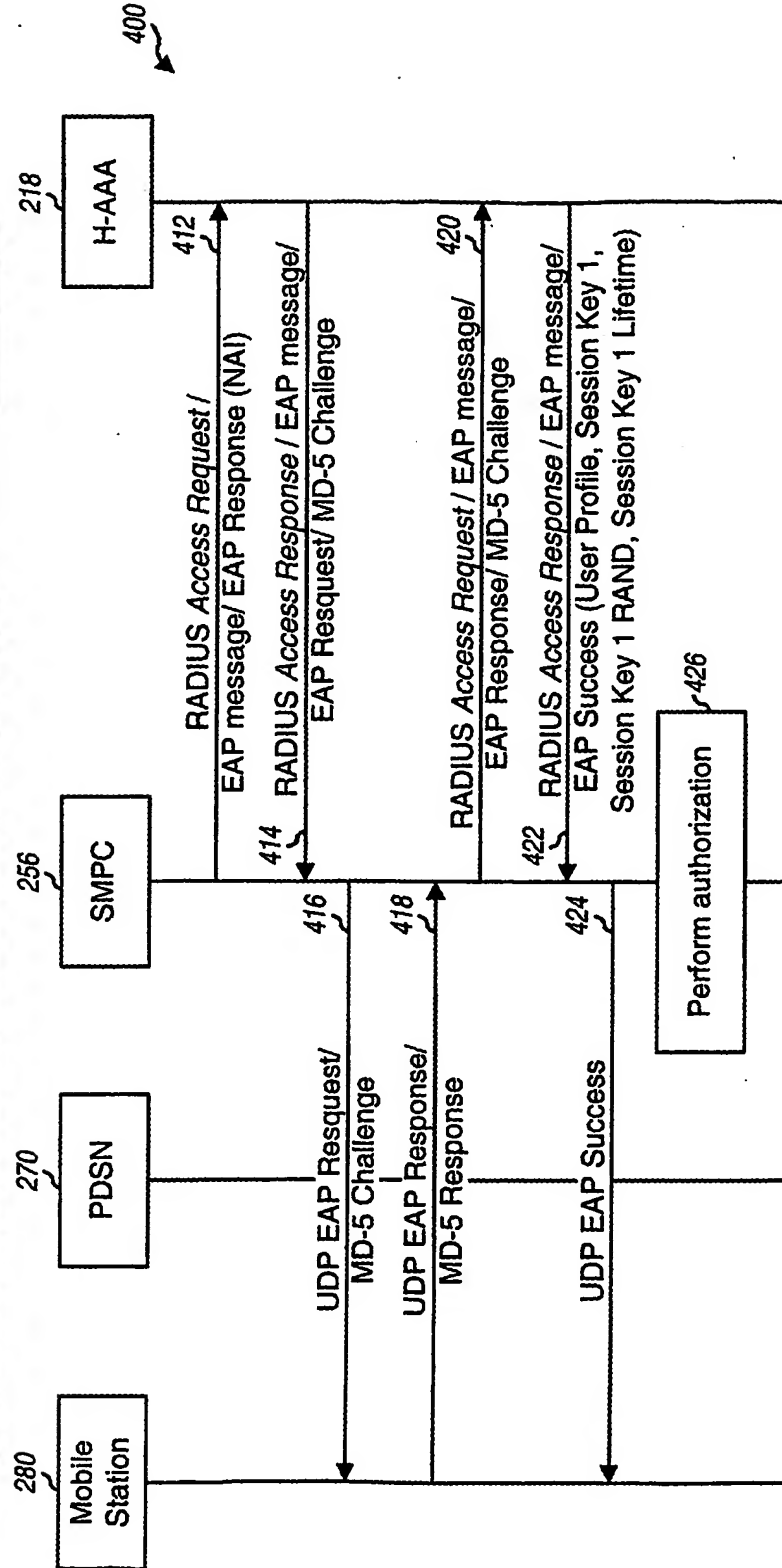 400
280
Mobile
Station
270
PDSN
256
SMPC
218
H-AAA
RADIUS Access Request /
EAP message/ EAP Response (NAI)
412
414
RADIUS Access Response / EAP message/
EAP Resquest/ MD-5 Challenge
UDP EAP Resquest/
MD-5 Challenge
416
UDP EAP Response/
MD-5 Response
418
RADIUS Access Request / EAP message/
EAP Response/ MD-5 Challenge
420
422
RADIUS Access Response / EAP message/
EAP Success (User Profile, Session Key 1,
Session Key 1 RAND, Session Key 1 Lifetime)
UDP EAP Success
424
Perform authorization
426